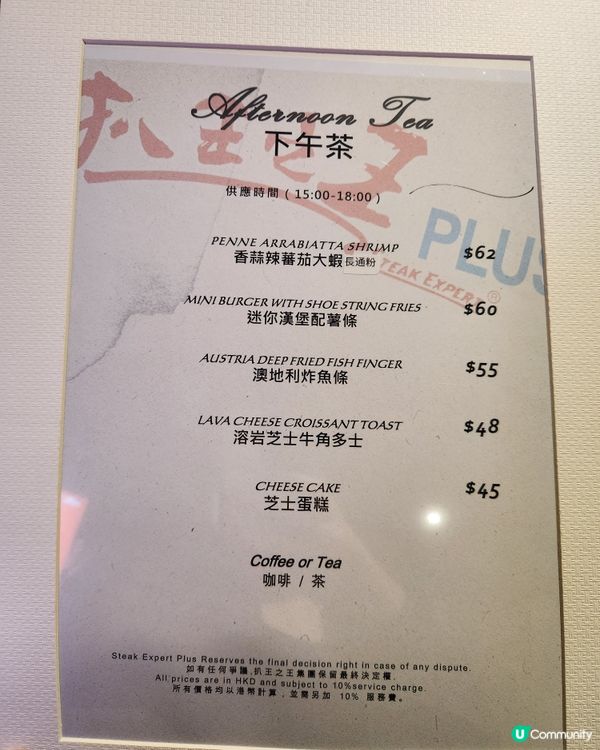 扒王之王
Afternoon Tea
下午茶
供應時間 ( 15:00-18:00 )
PLUS
STEAK EXPERT®
PENNE ARRABIATTA SHRIMP $62
香蒜辣蕃茄大蝦長通粉
MINI BURGER WITH SHOE STRING FRIES $60
迷你漢堡配薯條
AUSTRIA DEEP FRIED FISH FINGER $55
澳地利炸魚條
LAVA CHEESE CROISSANT TOAST $48
溶岩芝士牛角多士
CHEESE CAKE $45
芝士蛋糕
Coffee or Tea
咖啡 / 茶
Steak Expert Plus Reserves the final decision right in case of any dispute.
如有任何爭議,扒王之王集團保留最終決定權.
All prices are in HKD and subject to 10%service charge.
所有價格均以港幣計算，並需另加 10% 服務費。
U Community